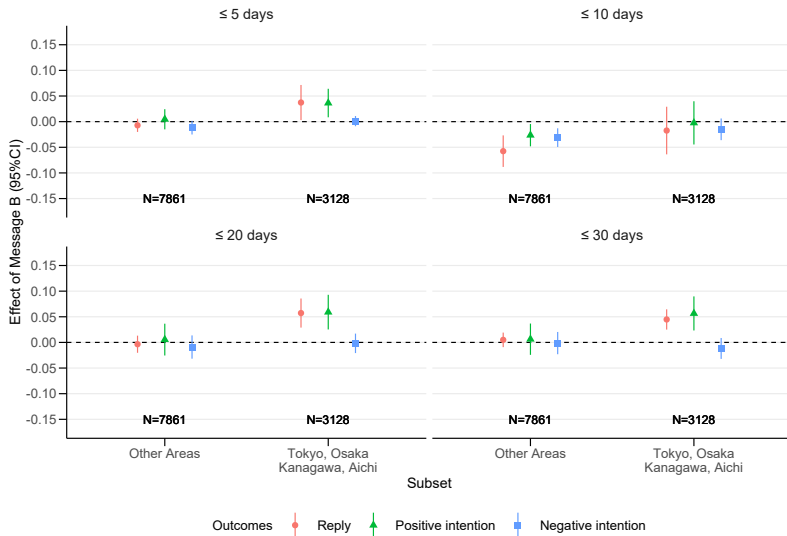 ≤ 5 days
≤ 10 days
0.15
0.10
0.05
0.00
-0.05
-0.10
-0.15
N=7861
N=3128
N=7861
N=3128
≤ 20 days
≤ 30 days
0.15
0.10
0.05
0.00
-0.05
-0.10
-0.15
N=7861
N=3128
N=7861
N=3128
Effect of Message B (95%CI)
Other Areas
Tokyo, Osaka
Kanagawa, Aichi
Other Areas
Tokyo, Osaka
Kanagawa, Aichi
Subset
Outcomes
Reply
Positive intention
Negative intention